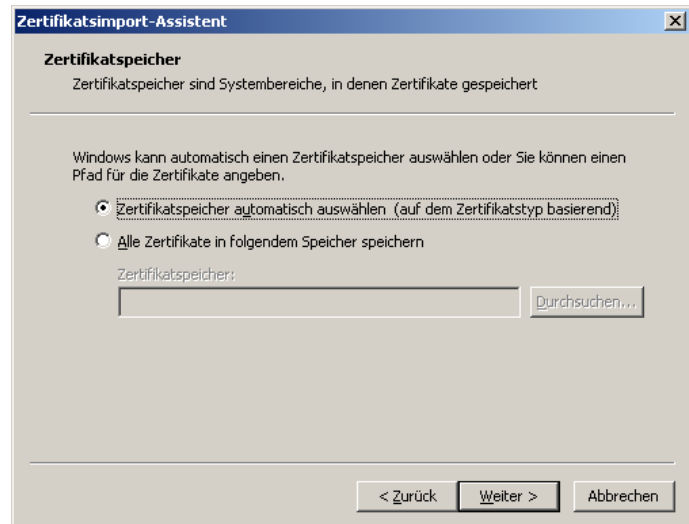 Zertifikatsimport-Assistent
Zertifikatspeicher
Zertifikatspeicher sind Systembereiche, in denen Zertifikate gespeichert
Windows kann automatisch einen Zertifikatspeicher auswählen oder Sie können einen
Pfad für die Zertifikate angeben.
Zertifikatspeicher automatisch auswählen (auf dem Zertifikatstyp basierend)
Alle Zertifikate in folgendem Speicher speichern
Zertifikatspeicher:
Durchsuchen...
< Zurück Weiter > Abbrechen